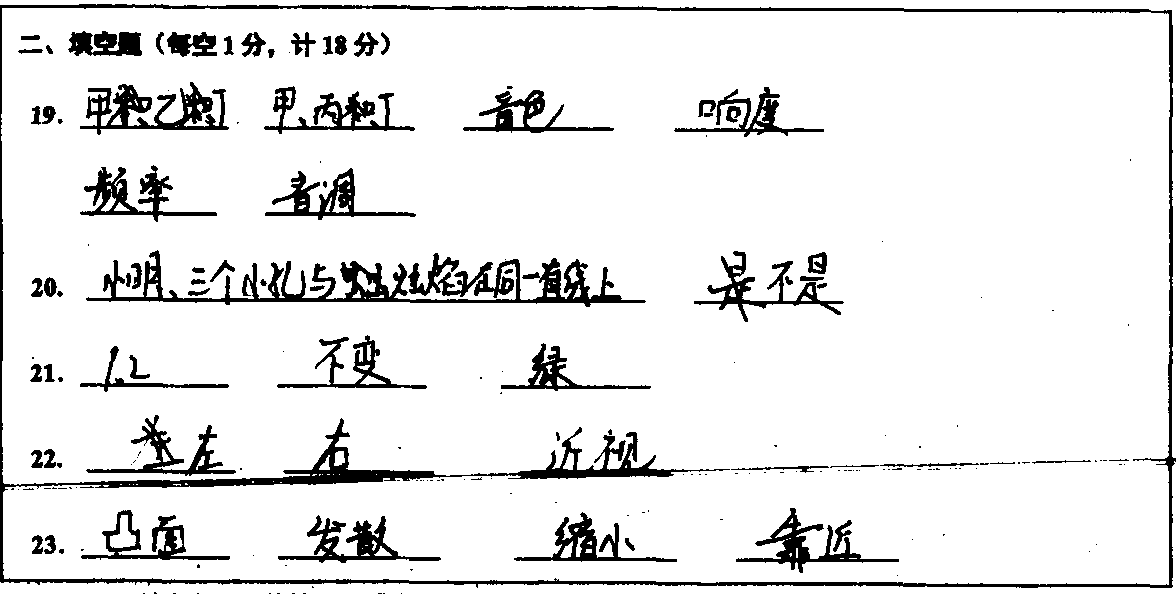 二、填空题（每空1分，计18分）
19. 甲和乙和丁 甲、丙和丁 音色 响度
频率 音调
20. 小明、三个小孔与 焰在同一直线上 是不是
21. 1.2 不变 绿
22. 左 右 近视
23. 凸面 发散 缩小 靠近